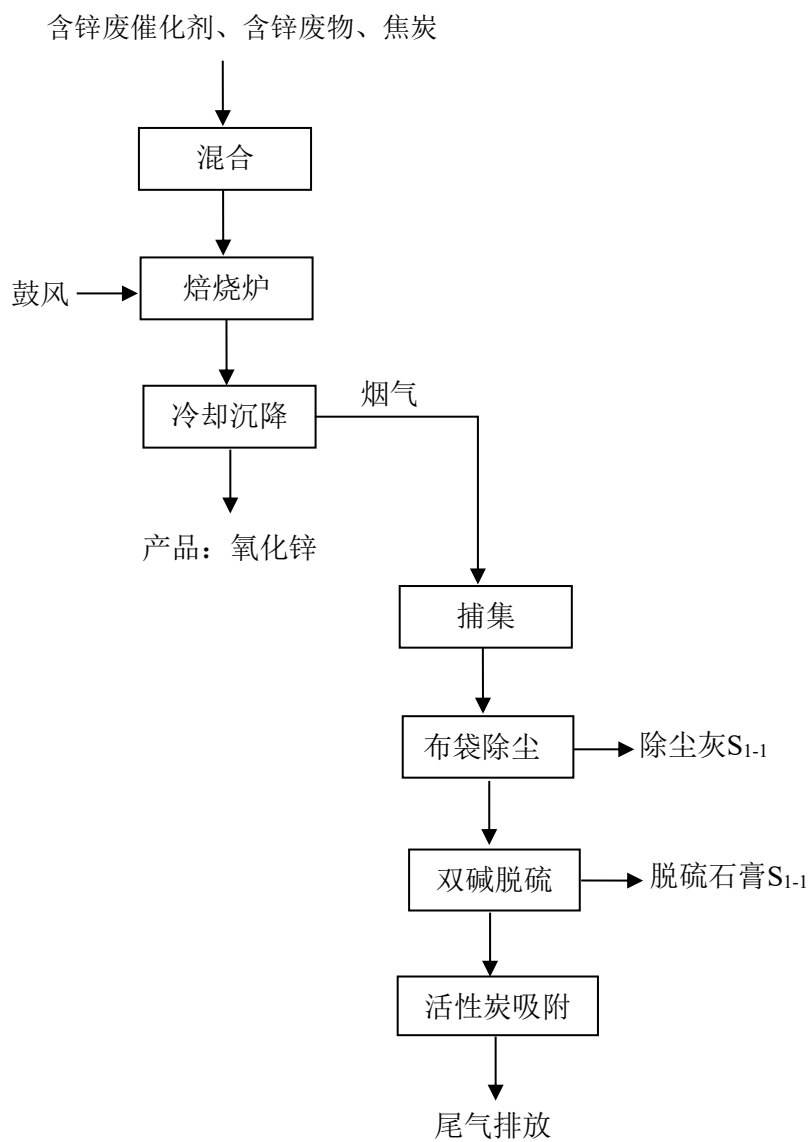 含锌废催化剂、含锌废物、焦炭
混合
鼓风
焙烧炉
冷却沉降
烟气
产品：氧化锌
捕集
布袋除尘
除尘灰S1-1
双碱脱硫
脱硫石膏S1-1
活性炭吸附
尾气排放